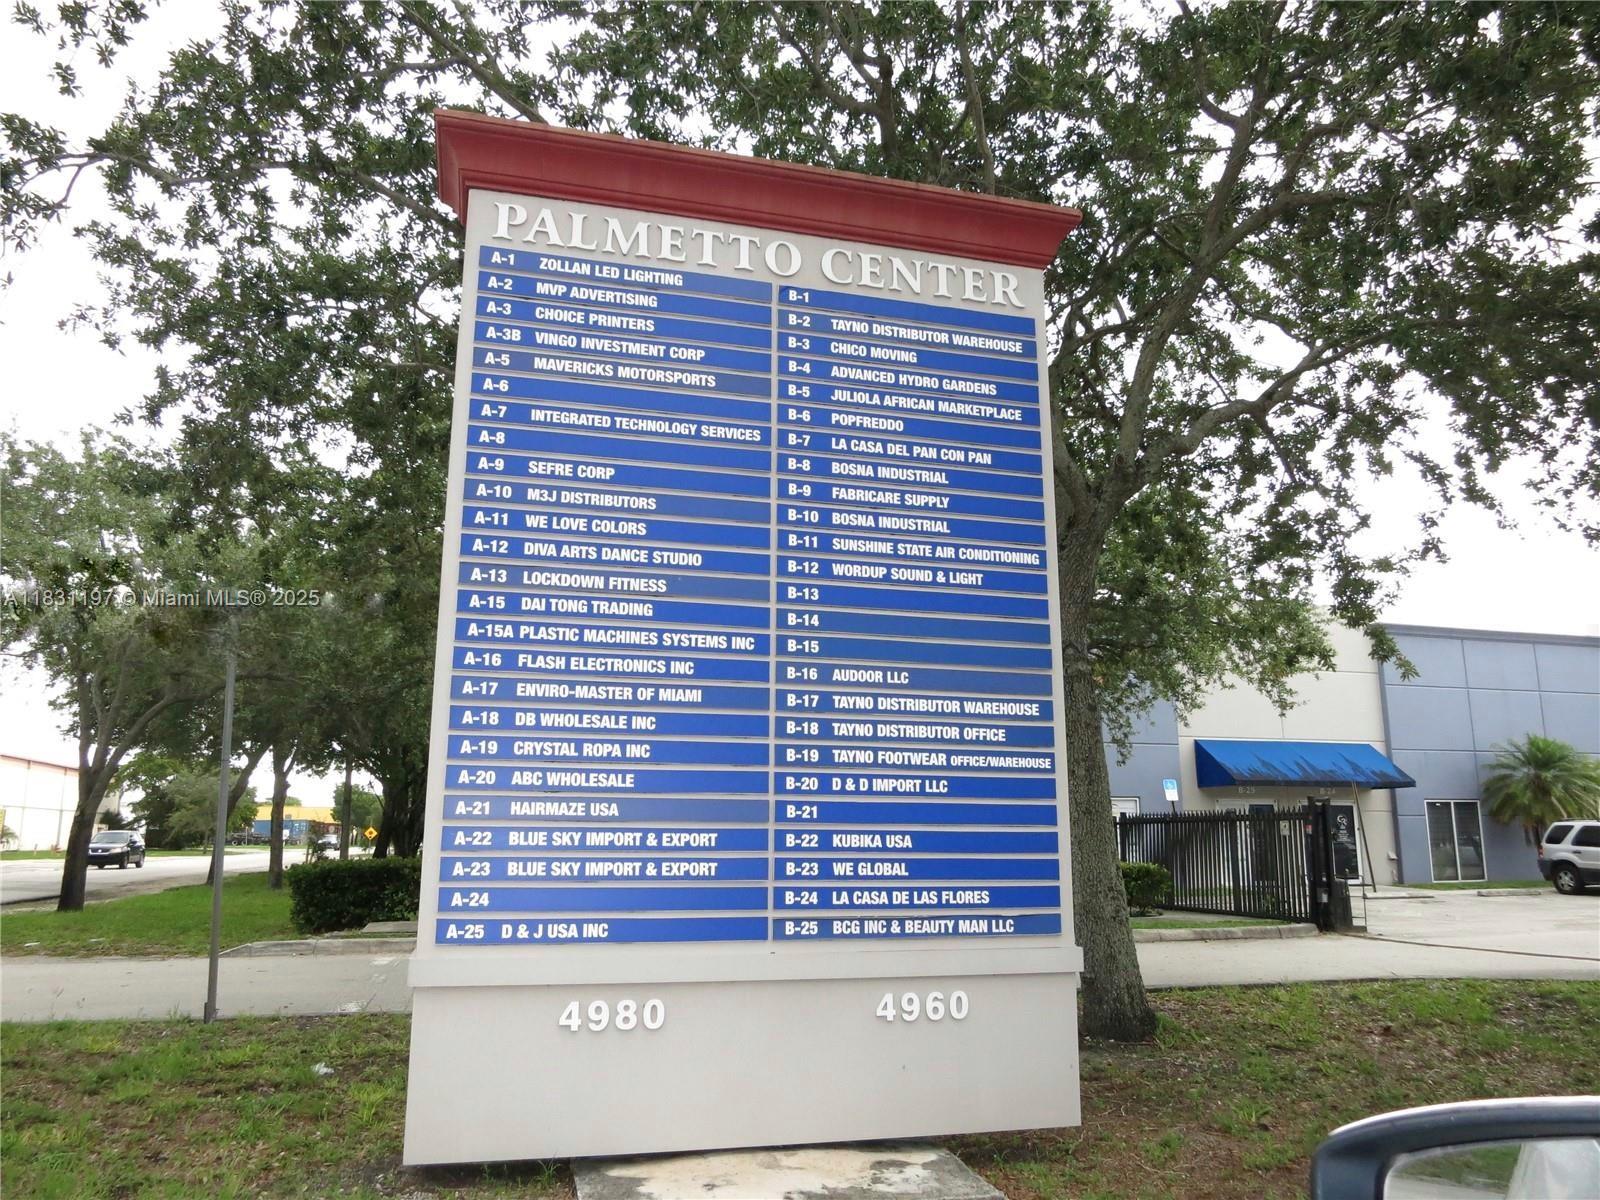 PALMETTO CENTER
A-1 ZOLLAN LED LIGHTING
A-2 MVP ADVERTISING
A-3 CHOICE PRINTERS
A-3B VINGO INVESTMENT CORP
A-5 MAVERICKS MOTORSPORTS
A-6
A-7 INTEGRATED TECHNOLOGY SERVICES
A-8
A-9 SEFRE CORP
A-10 M3J DISTRIBUTORS
A-11 WE LOVE COLORS
A-12 DIVA ARTS DANCE STUDIO
A-13 LOCKDOWN FITNESS
A-15 DAI TONG TRADING
A-15A PLASTIC MACHINES SYSTEMS INC
A-16 FLASH ELECTRONICS INC
A-17 ENVIRO-MASTER OF MIAMI
A-18 DB WHOLESALE INC
A-19 CRYSTAL ROPA INC
A-20 ABC WHOLESALE
A-21 HAIRMAZE USA
A-22 BLUE SKY IMPORT & EXPORT
A-23 BLUE SKY IMPORT & EXPORT
A-24
A-25 D & J USA INC
4980
B-1
B-2 TAYNO DISTRIBUTOR WAREHOUSE
B-3 CHICO MOVING
B-4 ADVANCED HYDRO GARDENS
B-5 JULIOLA AFRICAN MARKETPLACE
B-6 POPFREDDO
B-7 LA CASA DEL PAN CON PAN
B-8 BOSNA INDUSTRIAL
B-9 FABRICARE SUPPLY
B-10 BOSNA INDUSTRIAL
B-11 SUNSHINE STATE AIR CONDITIONING
B-12 WORDUP SOUND & LIGHT
B-13
B-14
B-15
B-16 AUDOOR LLC
B-17 TAYNO DISTRIBUTOR WAREHOUSE
B-18 TAYNO DISTRIBUTOR OFFICE
B-19 TAYNO FOOTWEAR OFFICE/WAREHOUSE
B-20 D & D IMPORT LLC
B-21
B-22 KUBIKA USA
B-23 WE GLOBAL
B-24 LA CASA DE LAS FLORES
B-25 BCG INC & BEAUTY MAN LLC
4960
B-25 B-24
A11831197 © Miami MLS® 2025